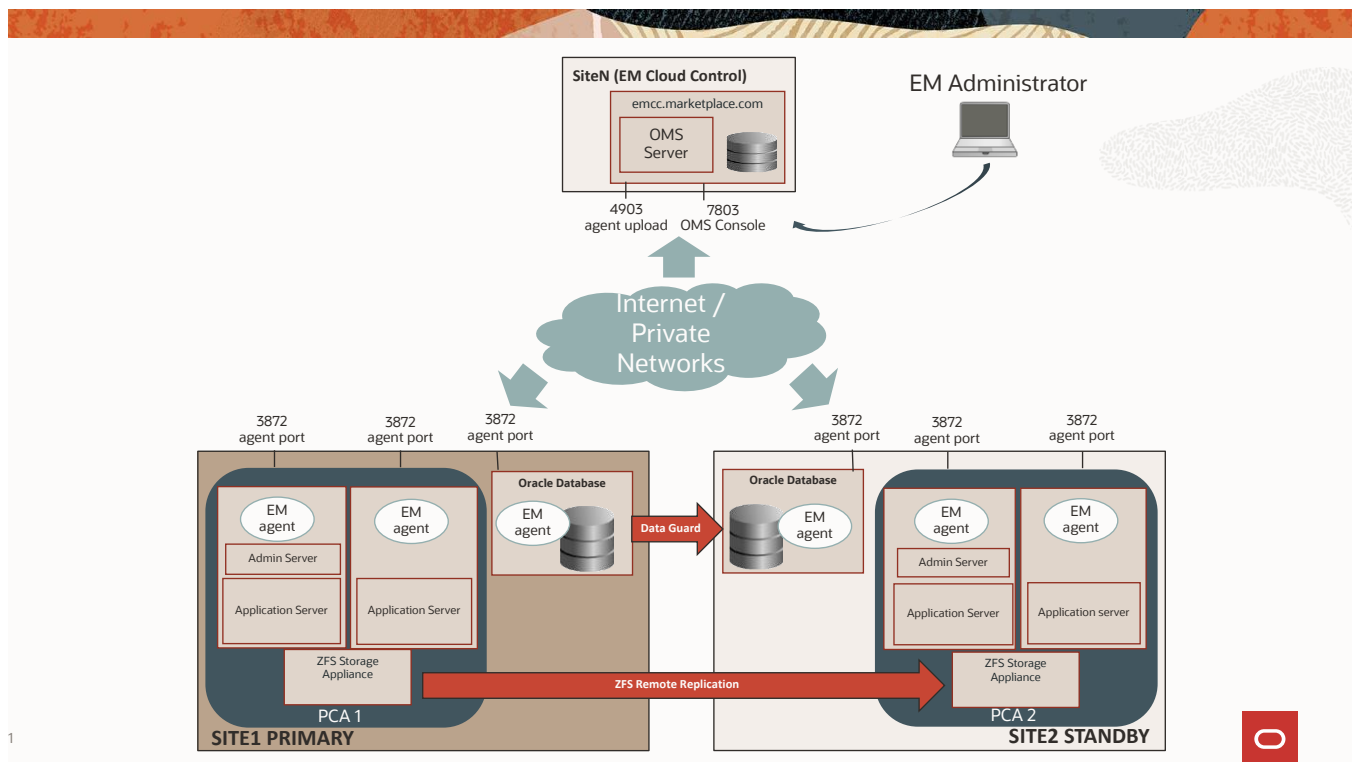 SiteN (EM Cloud Control)
emcc.marketplace.com
OMS
Server
EM Administrator
4903
agent upload
7803
OMS Console
Internet /
Private
Networks
3872
agent port
3872
agent port
3872
agent port
3872
agent port
3872
agent port
3872
agent port
EM
agent
Admin Server
Application Server
EM
agent
Application Server
Oracle Database
EM
agent
Data Guard
Oracle Database
EM
agent
EM
agent
Admin Server
Application Server
EM
agent
Application server
ZFS Storage
Appliance
ZFS Remote Replication
ZFS Storage
Appliance
PCA 1
SITE1 PRIMARY
PCA 2
SITE2 STANDBY
1